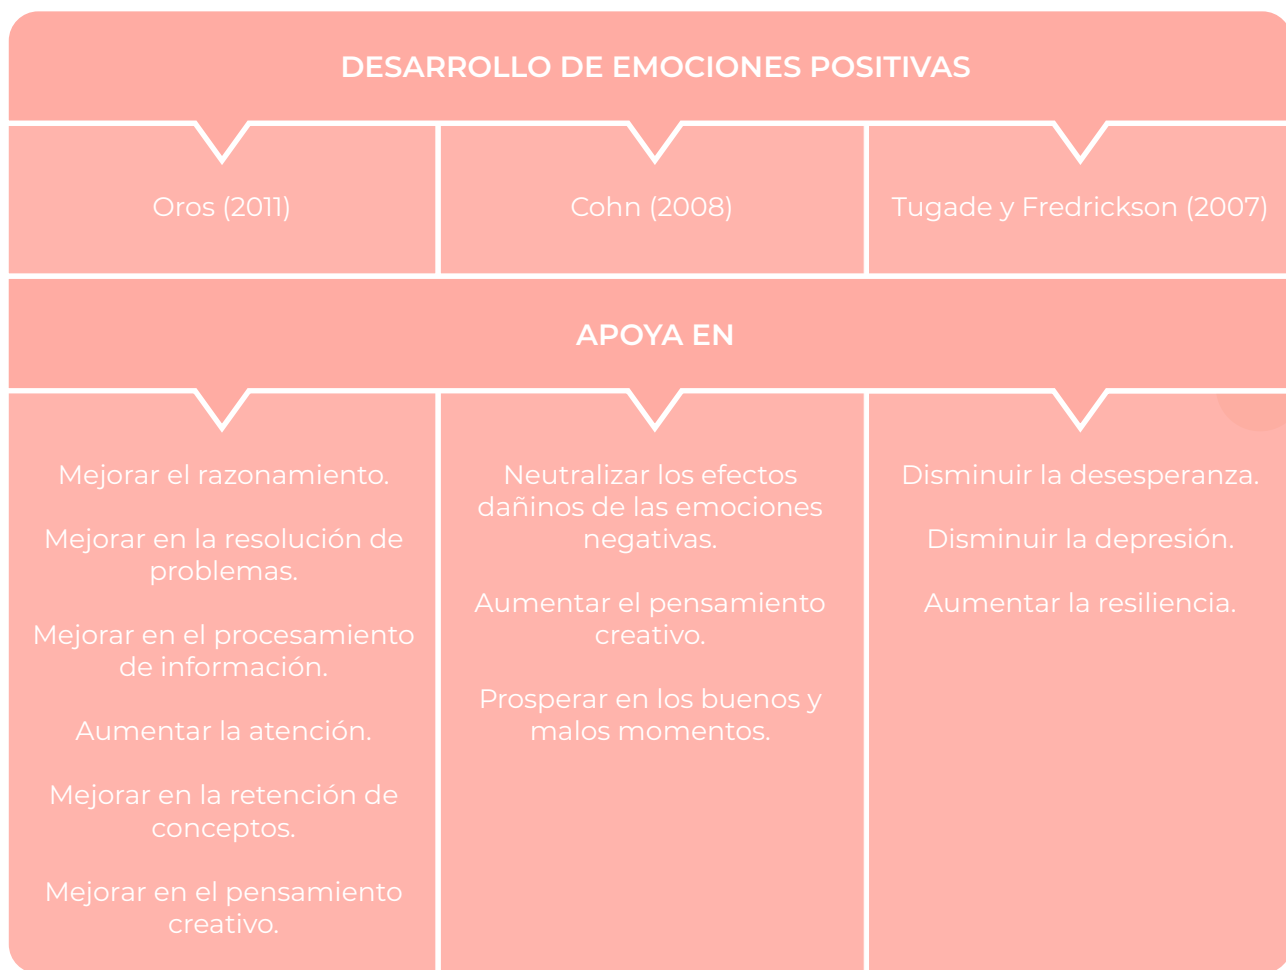 DESARROLLO DE EMOCIONES POSITIVAS
Oros (2011)
Cohn (2008)
Tugade y Fredrickson (2007)
APOYA EN
Mejorar el razonamiento.
Mejorar en la resolución de
problemas.
Mejorar en el procesamiento
de información.
Aumentar la atención.
Mejorar en la retención de
conceptos.
Mejorar en el pensamiento
creativo.
Neutralizar los efectos
dañinos de las emociones
negativas.
Aumentar el pensamiento
creativo.
Prosperar en los buenos y
malos momentos.
Disminuir la desesperanza.
Disminuir la depresión.
Aumentar la resiliencia.